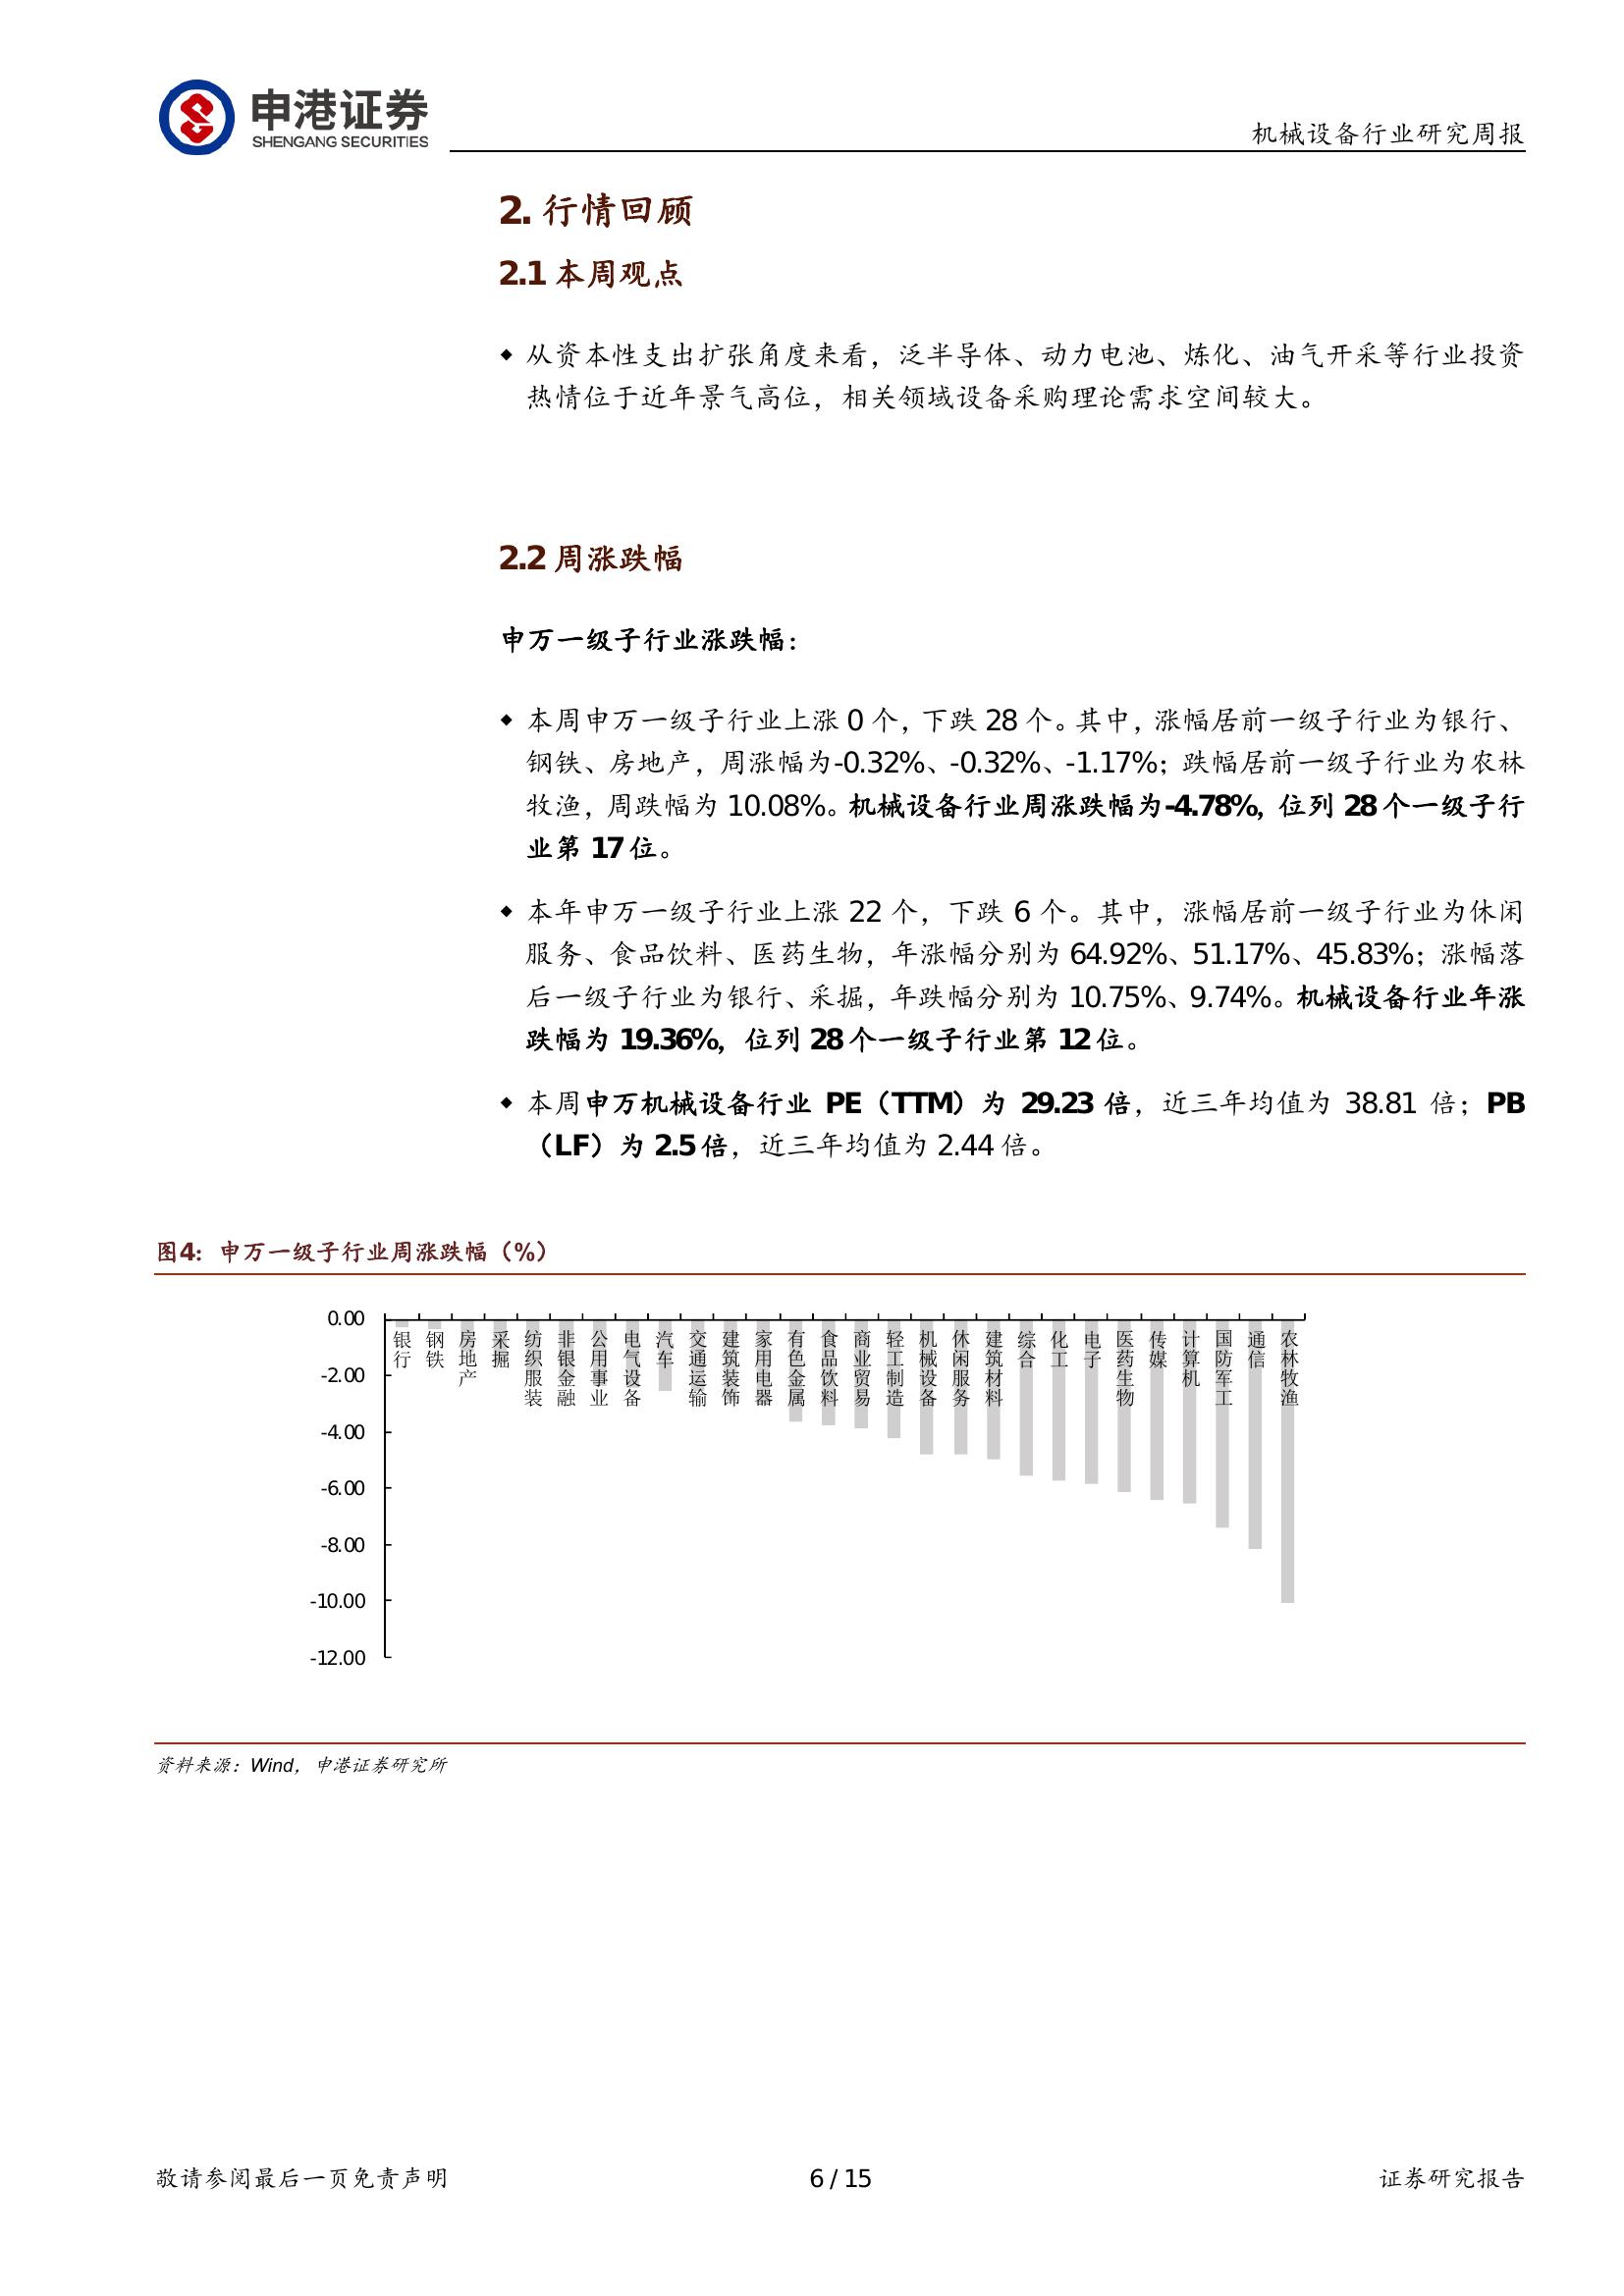 申港证券
SHENGANG SECURITIES
机械设备行业研究周报
2. 行情回顾
2.1 本周观点
◆ 从资本性支出扩张角度来看，泛半导体、动力电池、炼化、油气开采等行业投资
热情位于近年景气高位，相关领域设备采购理论需求空间较大。
2.2 周涨跌幅
申万一级子行业涨跌幅：
◆ 本周申万一级子行业上涨 0 个，下跌 28 个。其中，涨幅居前一级子行业为银行、
钢铁、房地产，周涨幅为-0.32%、-0.32%、-1.17%；跌幅居前一级子行业为农林
牧渔，周跌幅为 10.08%。机械设备行业周涨跌幅为-4.78%，位列 28 个一级子行
业第 17 位。
◆ 本年申万一级子行业上涨 22 个，下跌 6 个。其中，涨幅居前一级子行业为休闲
服务、食品饮料、医药生物，年涨幅分别为 64.92%、51.17%、45.83%；涨幅落
后一级子行业为银行、采掘，年跌幅分别为 10.75%、9.74%。机械设备行业年涨
跌幅为 19.36%，位列 28 个一级子行业第 12 位。
◆ 本周申万机械设备行业 PE（TTM）为 29.23 倍，近三年均值为 38.81 倍；PB
（LF）为 2.5 倍，近三年均值为 2.44 倍。
图4：申万一级子行业周涨跌幅（%）
0.00
-2.00
-4.00
-6.00
-8.00
-10.00
-12.00
银行
钢铁
房地产
采掘
纺织服装
非银金融
公用事业
电气设备
汽车
交通运输
建筑装饰
家用电器
有色金属
食品饮料
商业贸易
轻工制造
机械设备
休闲服务
建筑材料
综合
化工
电子
医药生物
传媒
计算机
国防军工
通信
农林牧渔
资料来源：Wind，申港证券研究所
敬请参阅最后一页免责声明
6 / 15
证券研究报告